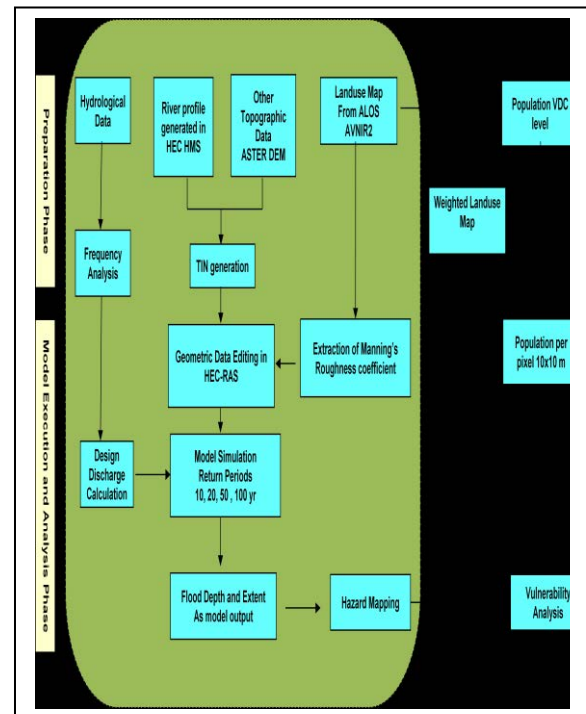 Preparation Phase
Hydrological
Data
River profile
generated in
HEC HMS
Other
Topographic
Data
ASTER DEM
Landuse Map
From ALOS
AVNIR2
Population VDC
level
Weighted Landuse
Map
Frequency
Analysis
TIN generation
Model Execution and Analysis Phase
Geometric Data Editing in
HEC-RAS
Extraction of Manning's
Roughness coefficient
Population per
pixel 10x10 m
Design
Discharge
Calculation
Model Simulation
Return Periods
10, 20, 50 , 100 yr
Flood Depth and Extent
As model output
Hazard Mapping
Vulnerability
Analysis